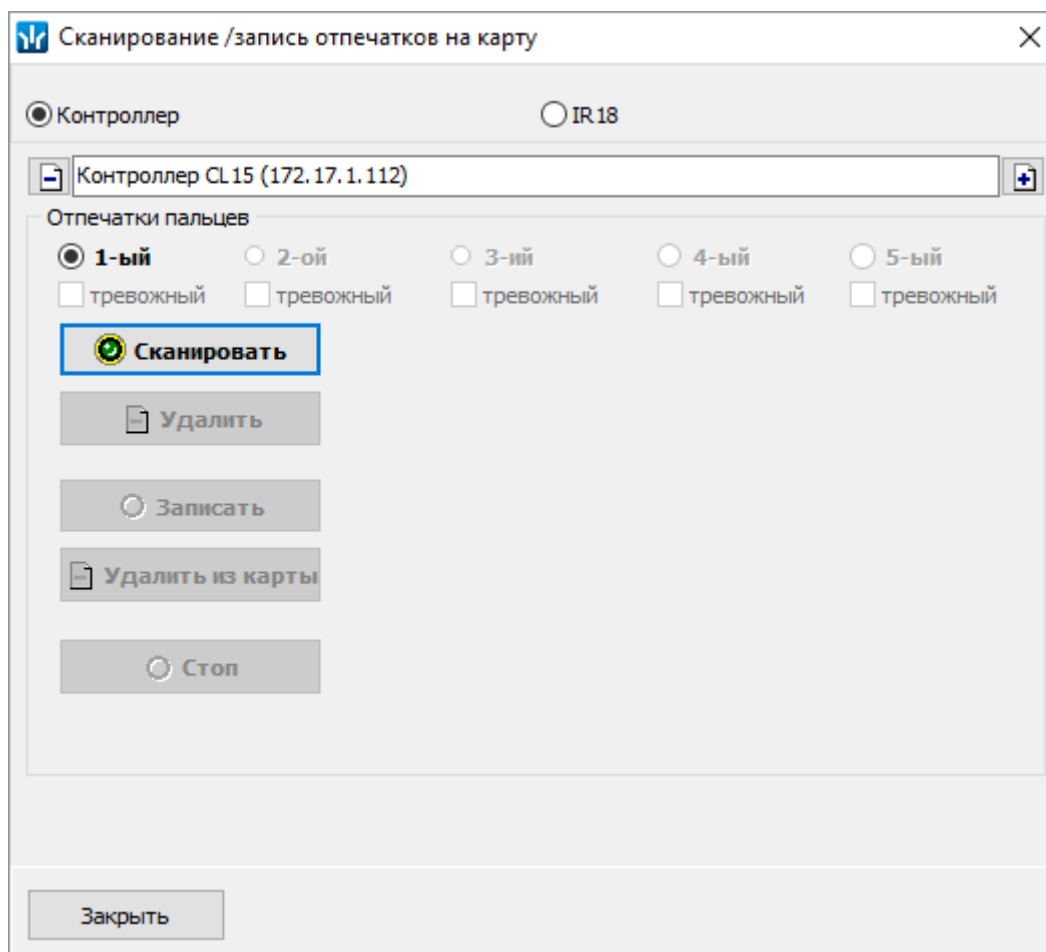 Сканирование /запись отпечатков на карту
Контроллер IR18
Контроллер CL15 (172.17.1.112)
Отпечатки пальцев
1-ый 2-ой 3-ий 4-ый 5-ый
тревожный тревожный тревожный тревожный тревожный
Сканировать
Удалить
Записать
Удалить из карты
Стоп
Закрыть